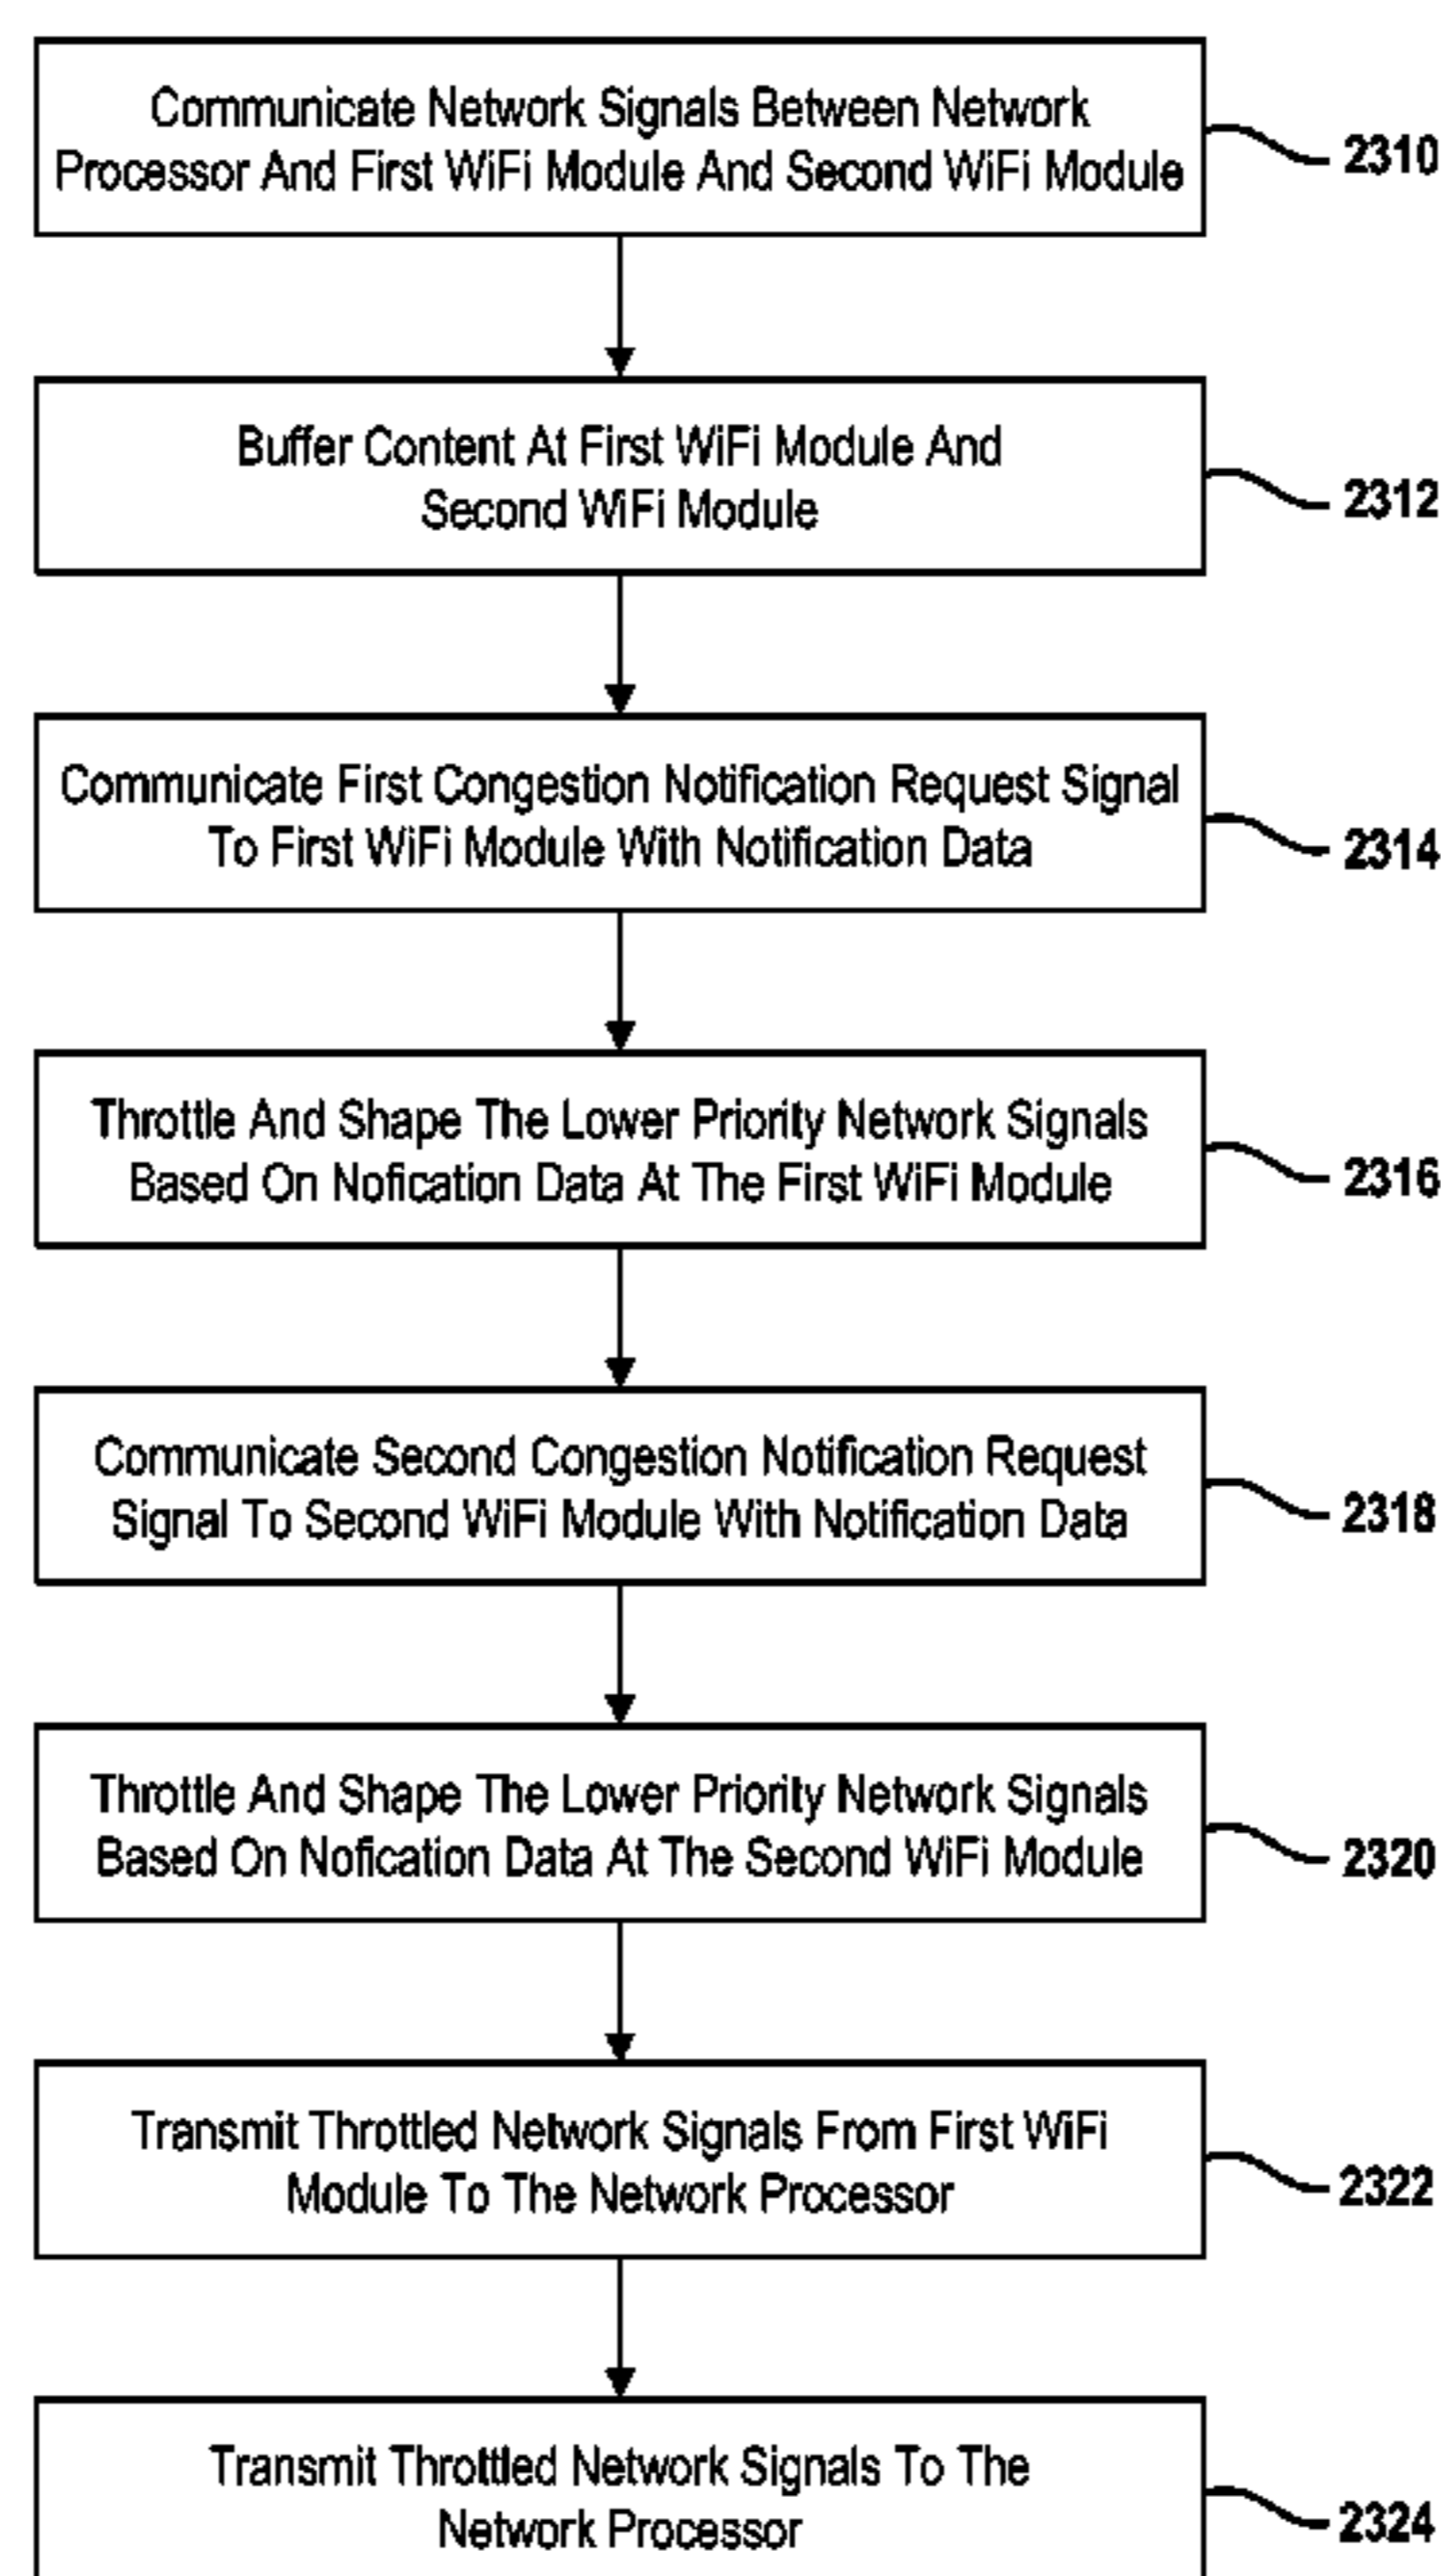 Communicate Network Signals Between Network
Processor And First WiFi Module And Second WiFi Module
2310
Buffer Content At First WiFi Module And
Second WiFi Module
2312
Communicate First Congestion Notification Request Signal
To First WiFi Module With Notification Data
2314
Throttle And Shape The Lower Priority Network Signals
Based On Nofication Data At The First WiFi Module
2316
Communicate Second Congestion Notification Request
Signal To Second WiFi Module With Notification Data
2318
Throttle And Shape The Lower Priority Network Signals
Based On Nofication Data At The Second WiFi Module
2320
Transmit Throttled Network Signals From First WiFi
Module To The Network Processor
2322
Transmit Throttled Network Signals To The
Network Processor
2324